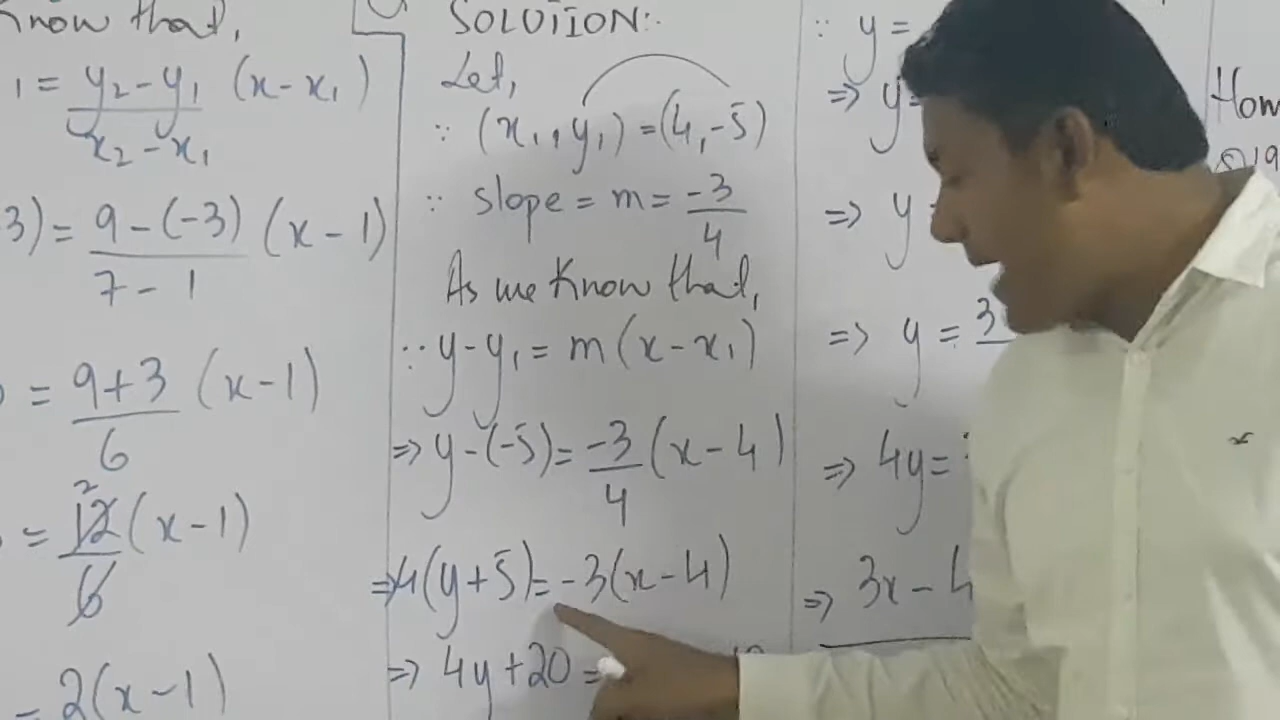 Know that,
1 = y₂-y₁ (x-x₁)
x₂-x₁
3) = 9-(-3) (x-1)
7-1
= 9+3 (x-1)
6
2
= 12 (x-1)
6
= 2(x-1)
SOLUTION:
Let,
∵ (x₁, y₁) = (4, -5)
∵ slope = m = -3
4
As we Know that,
∵ y-y₁ = m(x-x₁)
⇒ y-(-5) = -3 (x-4)
4
⇒ 4(y+5) = -3(x-4)
⇒ 4y+20 =
∵ y=
⇒ y=
⇒ y
⇒ y = 3
⇒ 4y=
⇒ 3x-4